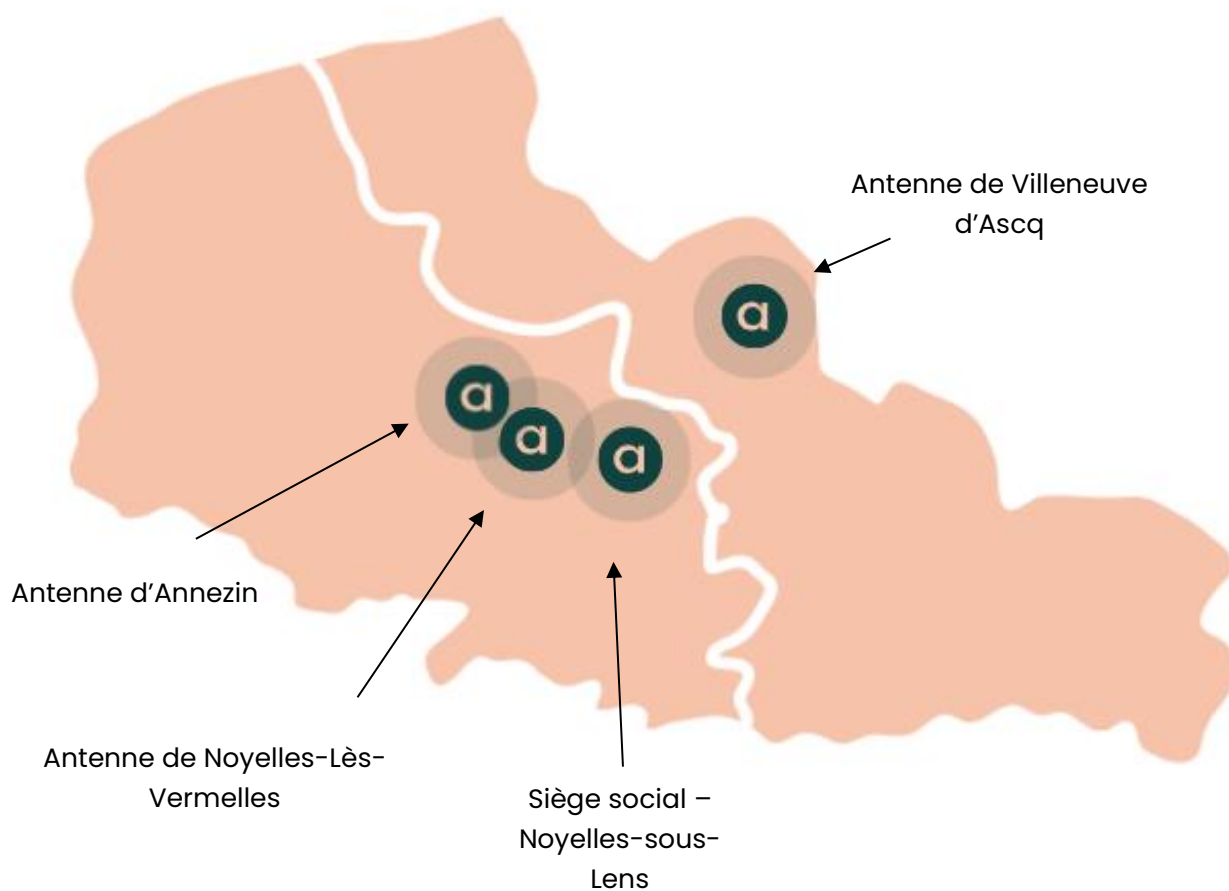 Antenne de Villeneuve
d’Ascq
a
a
a
a
Antenne d’Annezin
Antenne de Noyelles-Lès-
Vermelles
Siège social –
Noyelles-sous-
Lens